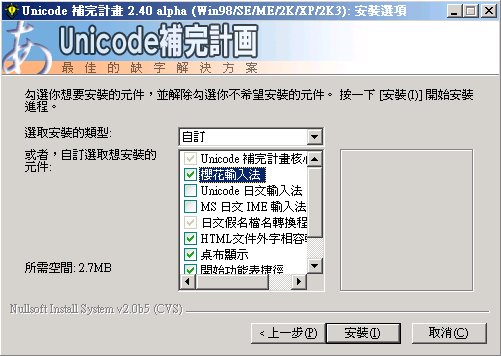 Unicode 補完計畫 2.40 alpha (Win98/SE/ME/2K/XP/2K3): 安裝選項
あ
Unicode補完計画
最佳的缺字解決方案
勾選你想要安裝的元件，並解除勾選你不希望安裝的元件。 按一下 [安裝(I)] 開始安裝
進程。
選取安裝的類型:
自訂
或者，自訂選取想安裝的
元件:
Unicode 補完計畫核心
櫻花輸入法
Unicode 日文輸入法
MS 日文 IME 輸入法
日文假名檔名轉換程
HTML文件外字相容
桌布顯示
開始功能表捷徑
所需空間: 2.7MB
Nullsoft Install System v2.0b5 (CVS)
< 上一步(P)
安裝(I)
取消(C)